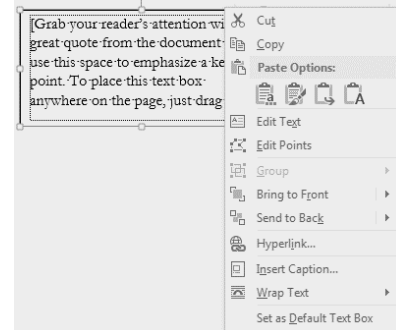 [Grab your reader's attention wi
great quote from the document
use this space to emphasize a ke
point. To place this text box
anywhere on the page, just drag
Cut
Copy
Paste Options:
A
Edit Text
Edit Points
Group
Bring to Front
Send to Back
Hyperlink...
Insert Caption...
Wrap Text
Set as Default Text Box